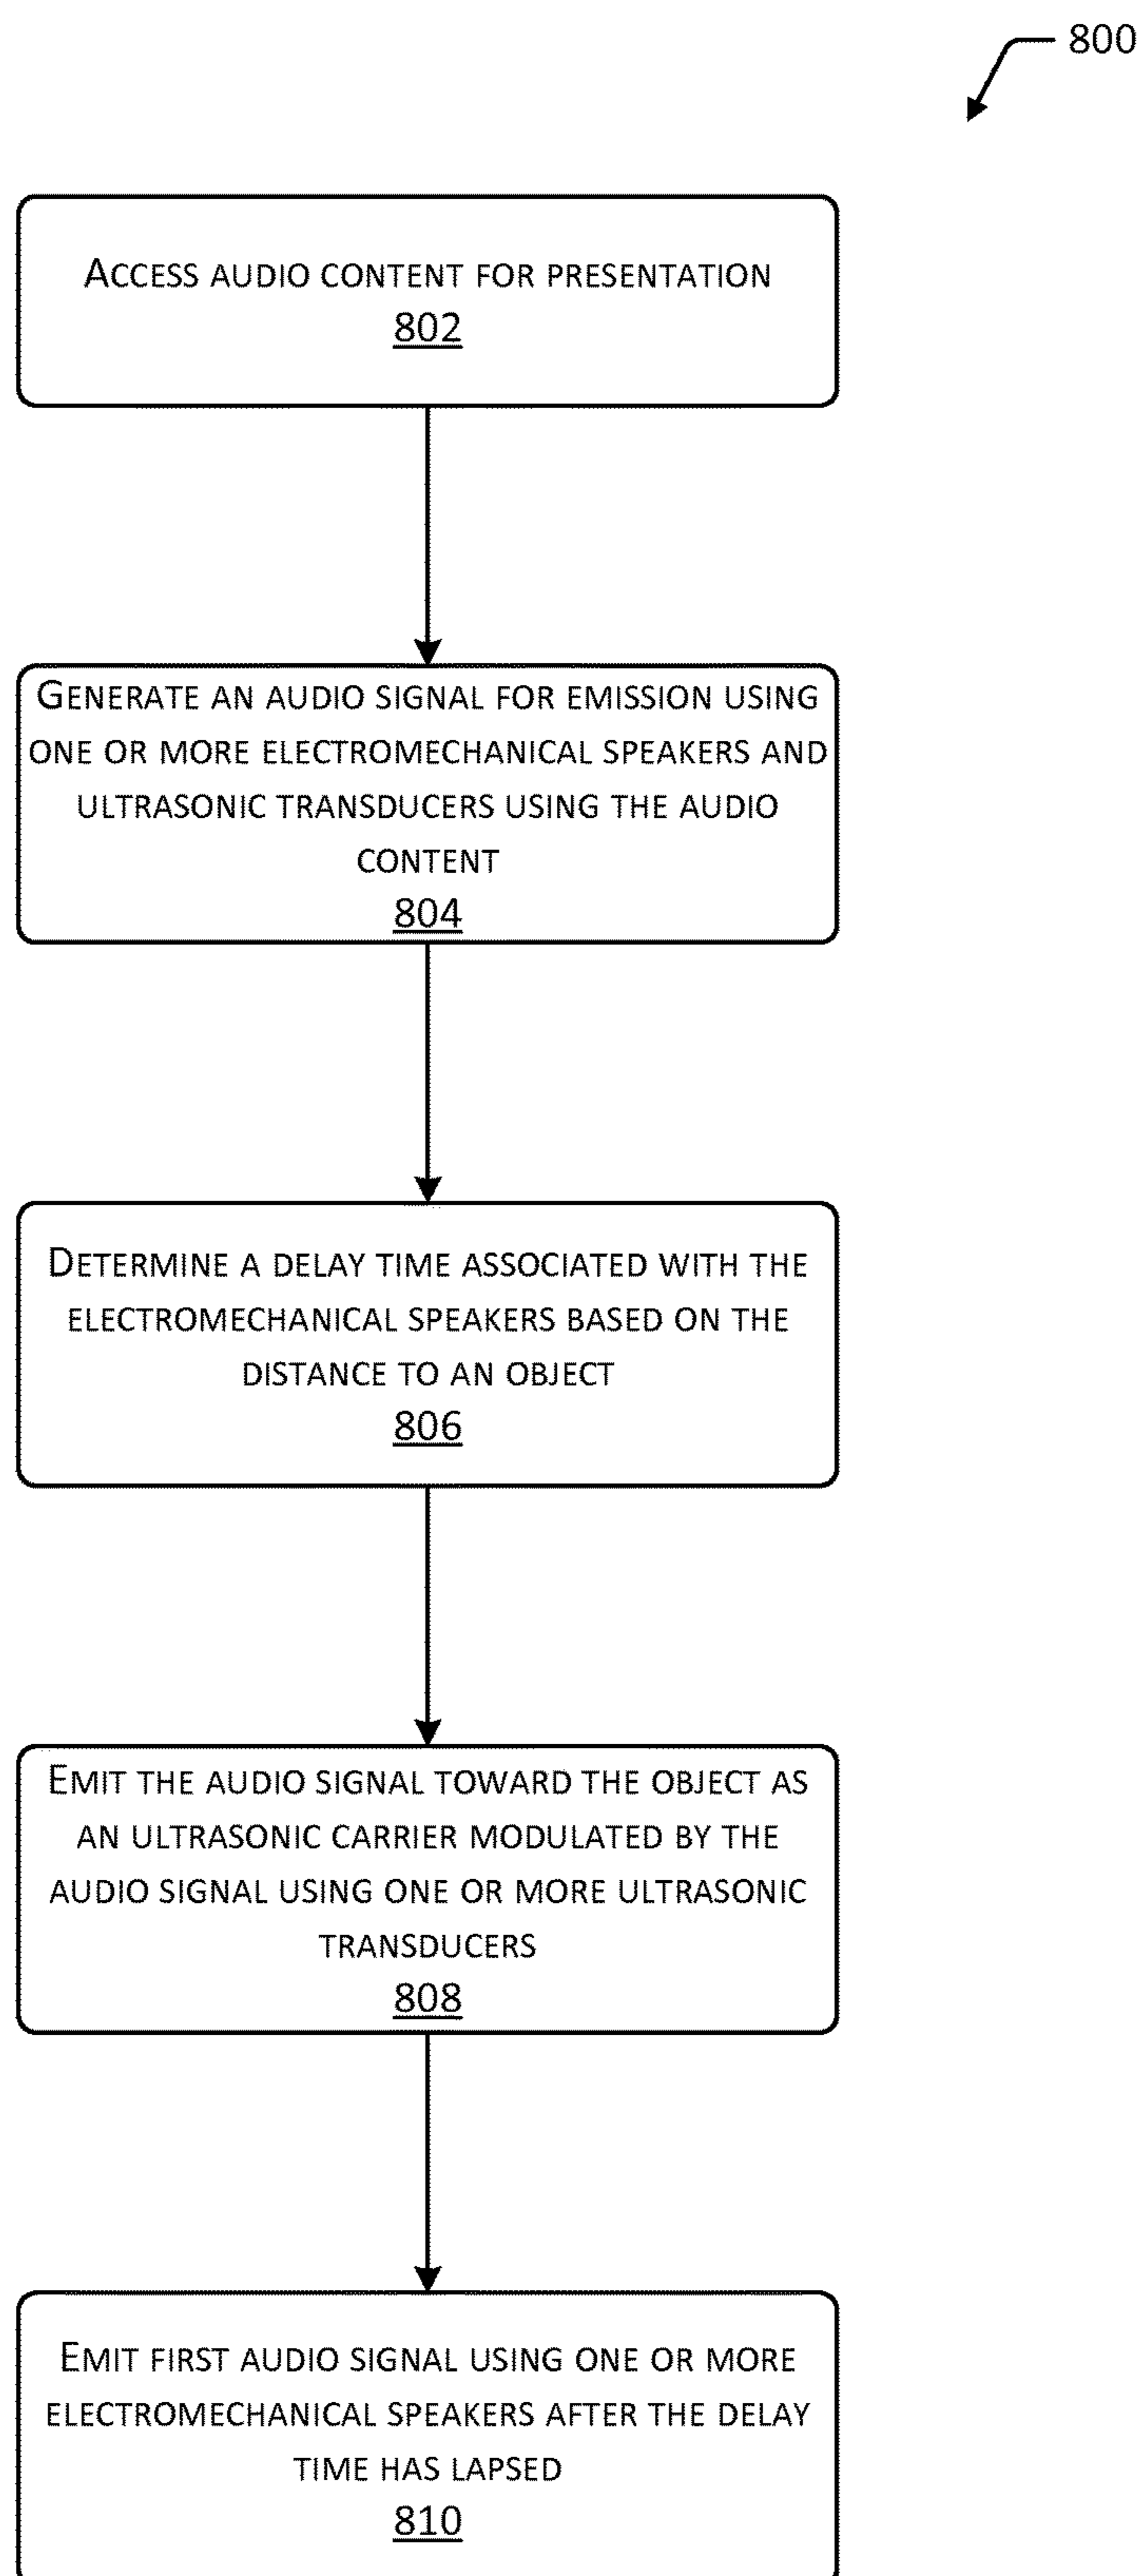 800
ACCESS AUDIO CONTENT FOR PRESENTATION
802
GENERATE AN AUDIO SIGNAL FOR EMISSION USING
ONE OR MORE ELECTROMECHANICAL SPEAKERS AND
ULTRASONIC TRANSDUCERS USING THE AUDIO
CONTENT
804
DETERMINE A DELAY TIME ASSOCIATED WITH THE
ELECTROMECHANICAL SPEAKERS BASED ON THE
DISTANCE TO AN OBJECT
806
EMIT THE AUDIO SIGNAL TOWARD THE OBJECT AS
AN ULTRASONIC CARRIER MODULATED BY THE
AUDIO SIGNAL USING ONE OR MORE ULTRASONIC
TRANSDUCERS
808
EMIT FIRST AUDIO SIGNAL USING ONE OR MORE
ELECTROMECHANICAL SPEAKERS AFTER THE DELAY
TIME HAS LAPSED
810